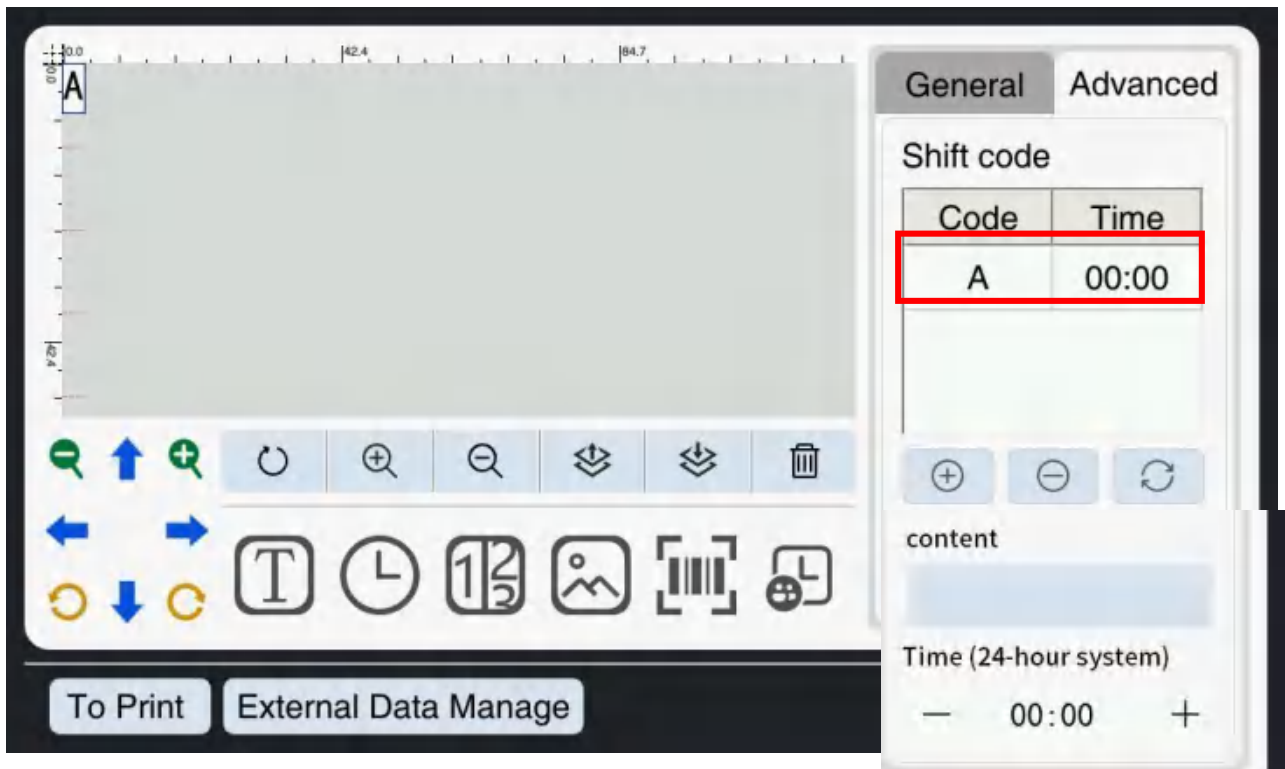 0.0 42.4 84.7
0.0
A
42.4
General Advanced
Shift code
Code Time
A 00:00
content
Time (24-hour system)
— 00:00 +
To Print External Data Manage